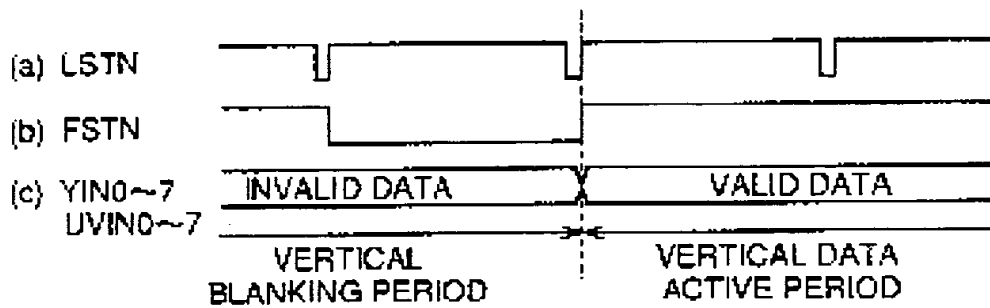 (a) LSTN
(b) FSTN
(c) YIN0~7 INVALID DATA VALID DATA
UVIN0~7
VERTICAL BLANKING PERIOD
VERTICAL DATA ACTIVE PERIOD